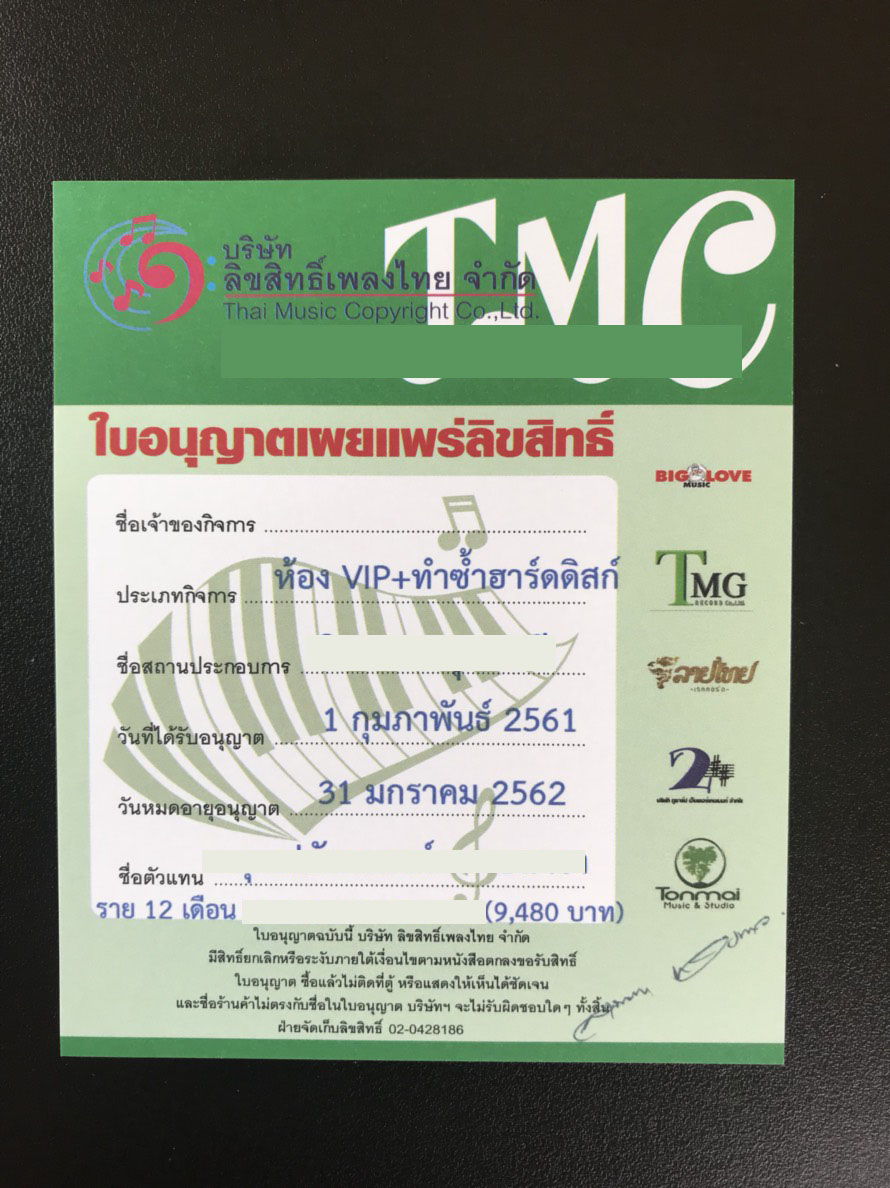 TMC
บริษัท
ลิขสิทธิ์เพลงไทย จำกัด
Thai Music Copyright Co.,Ltd.
ใบอนุญาตเผยแพร่ลิขสิทธิ์
BIG LOVE
MUSIC
ชื่อเจ้าของกิจการ
ประเภทกิจการ ห้อง VIP+ทำซ้ำฮาร์ดดิสก์
TMG
RECORD CO.,LTD.
ชื่อสถานประกอบการ
ลายไทย
-เรคคอร์ด-
วันที่ได้รับอนุญาต 1 กุมภาพันธ์ 2561
วันหมดอายุอนุญาต 31 มกราคม 2562
2##
ชื่อตัวแทน
Tonmai
Music & Studio
ราย 12 เดือน (9,480 บาท)
ใบอนุญาตฉบับนี้ บริษัท ลิขสิทธิ์เพลงไทย จำกัด
มีสิทธิ์ยกเลิกหรือระงับภายใต้เงื่อนไขตามหนังสือตกลงขอรับสิทธิ์
ใบอนุญาต ซื้อแล้วไม่ติดที่ตู้ หรือแสดงให้เห็นได้ชัดเจน
และชื่อร้านค้าไม่ตรงกับชื่อในใบอนุญาต บริษัทฯ จะไม่รับผิดชอบใดๆ ทั้งสิ้น
ฝ่ายจัดเก็บลิขสิทธิ์ 02-0428186